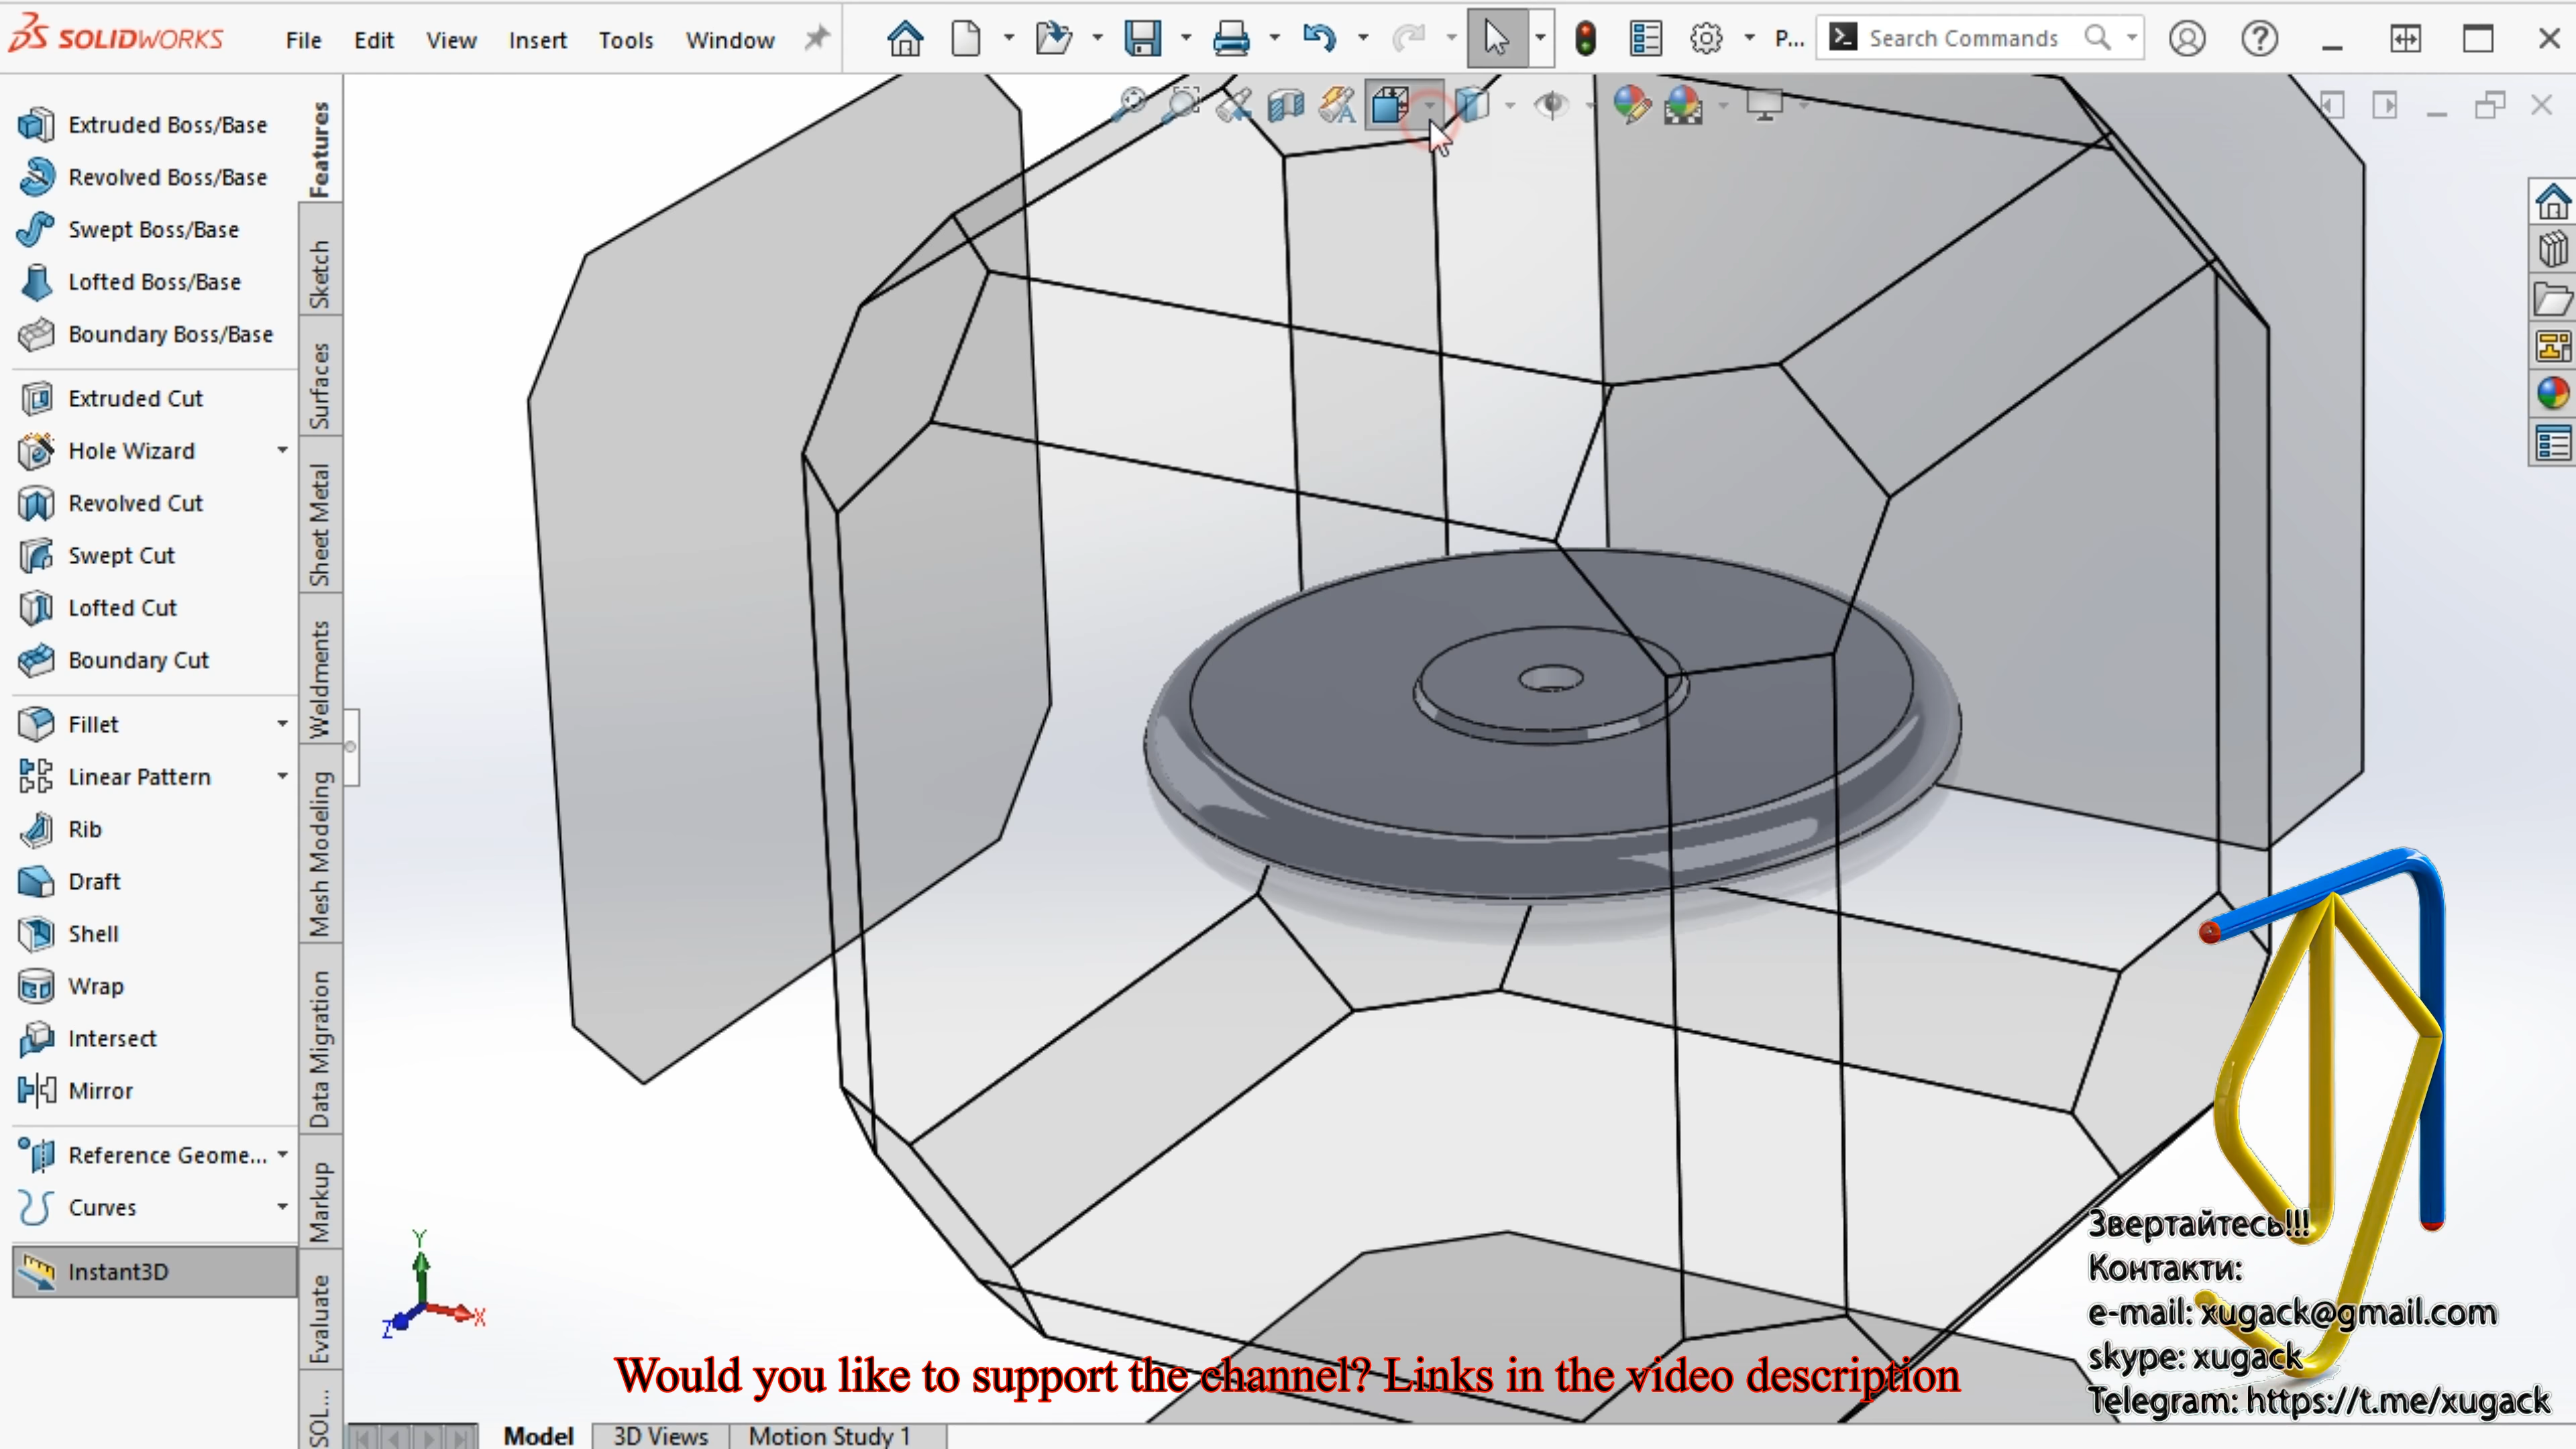 SOLIDWORKS
File Edit View Insert Tools Window
P...
Search Commands
Extruded Boss/Base
Revolved Boss/Base
Swept Boss/Base
Lofted Boss/Base
Boundary Boss/Base
Extruded Cut
Hole Wizard
Revolved Cut
Swept Cut
Lofted Cut
Boundary Cut
Fillet
Linear Pattern
Rib
Draft
Shell
Wrap
Intersect
Mirror
Reference Geome...
Curves
Instant3D
Features
Sketch
Surfaces
Sheet Metal
Weldments
Mesh Modeling
Data Migration
Markup
Evaluate
SOL...
Y
X
Z
Would you like to support the channel? Links in the video description
Звертайтесь!!!
Контакти:
e-mail: xugack@gmail.com
skype: xugack
Telegram: https://t.me/xugack
Model
3D Views
Motion Study 1